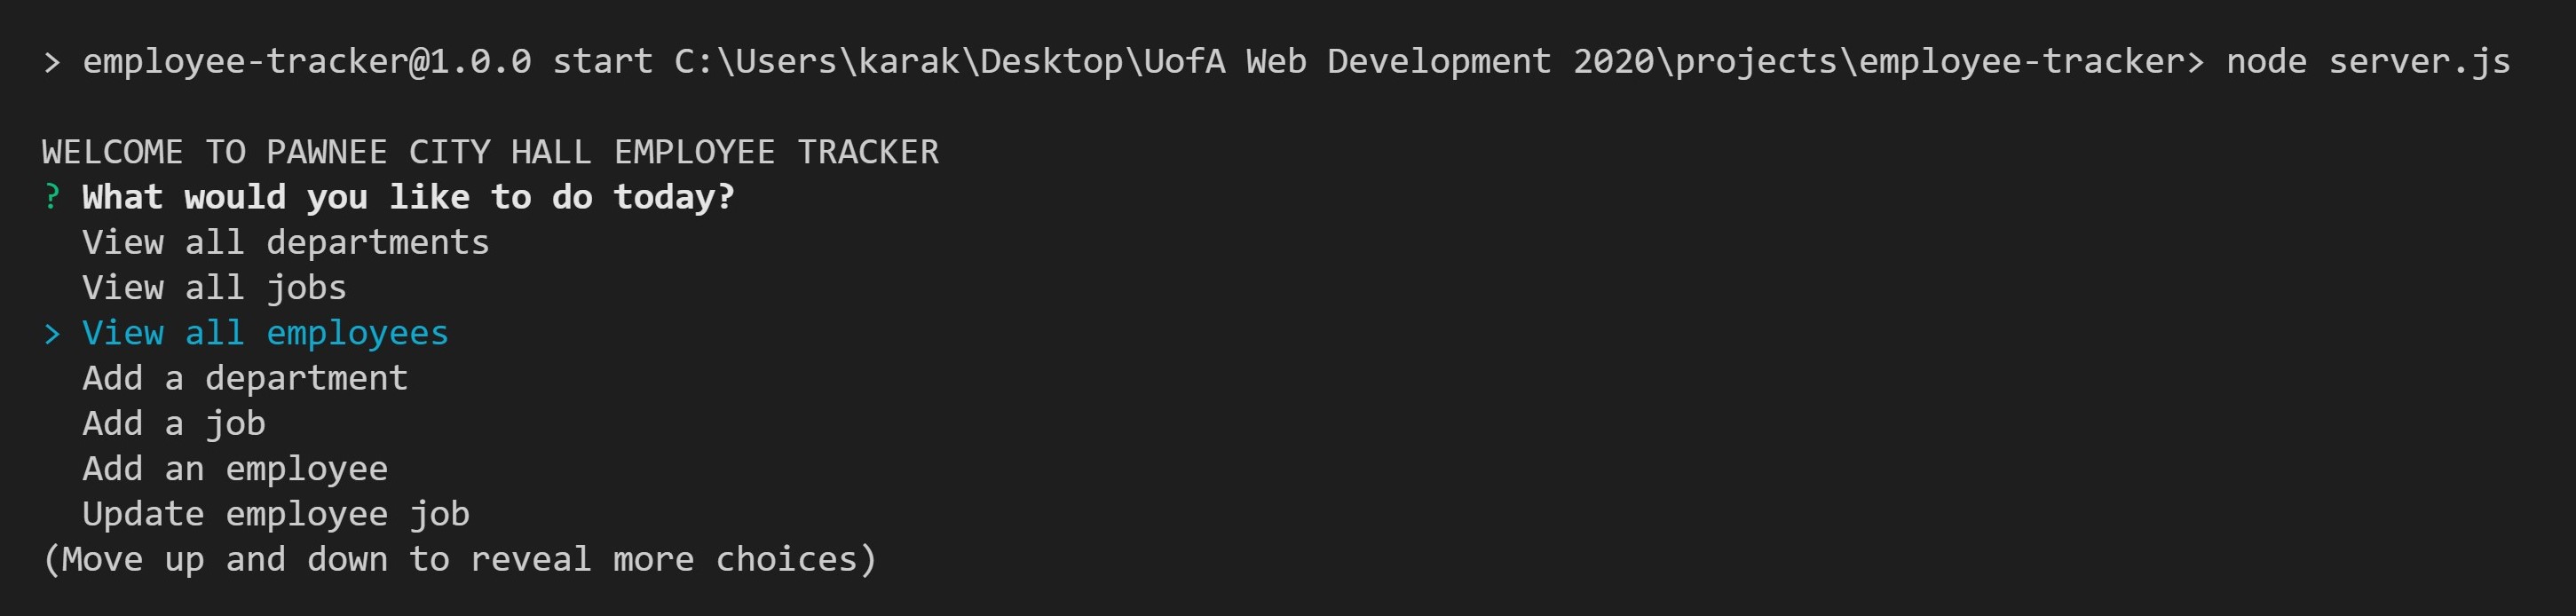 > employee-tracker@1.0.0 start C:\Users\karak\Desktop\UofA Web Development 2020\projects\employee-tracker> node server.js
WELCOME TO PAWNEE CITY HALL EMPLOYEE TRACKER
? What would you like to do today?
View all departments
View all jobs
> View all employees
Add a department
Add a job
Add an employee
Update employee job
(Move up and down to reveal more choices)